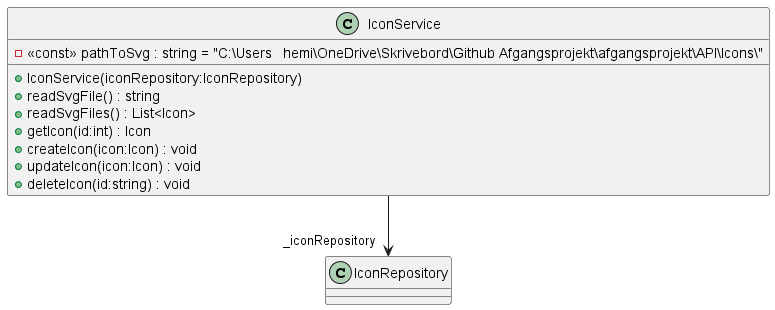 C IconService
«const» pathToSvg : string = "C:\Users   hemi\OneDrive\Skrivebord\Github Afgangsprojekt\afgangsprojekt\API\Icons\"
IconService(iconRepository:IconRepository)
readSvgFile() : string
readSvgFiles() : List<Icon>
getIcon(id:int) : Icon
createIcon(icon:Icon) : void
updateIcon(icon:Icon) : void
deleteIcon(id:string) : void
_iconRepository
C IconRepository